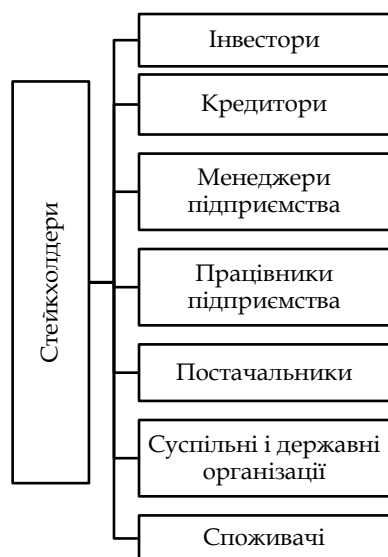 Стейкхолдери
Інвестори
Кредитори
Менеджери
підприємства
Працівники
підприємства
Постачальники
Суспільні і державні
організації
Споживачі